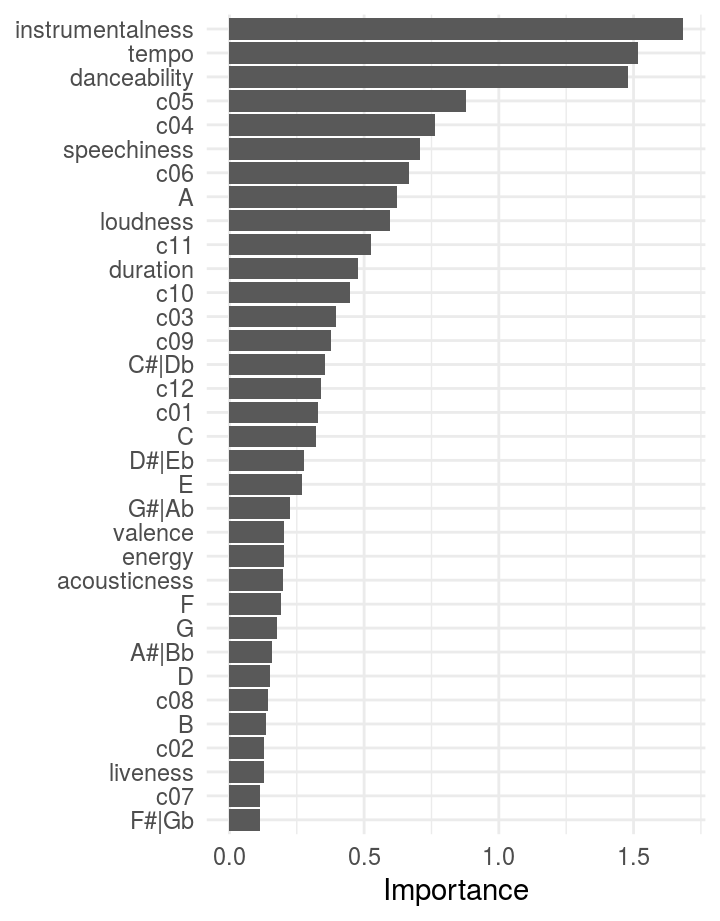 instrumentalness
tempo
danceability
c05
c04
speechiness
c06
A
loudness
c11
duration
c10
c03
c09
C#|Db
c12
c01
C
D#|Eb
E
G#|Ab
valence
energy
acousticness
F
G
A#|Bb
D
c08
B
c02
liveness
c07
F#|Gb
0.0 0.5 1.0 1.5
Importance